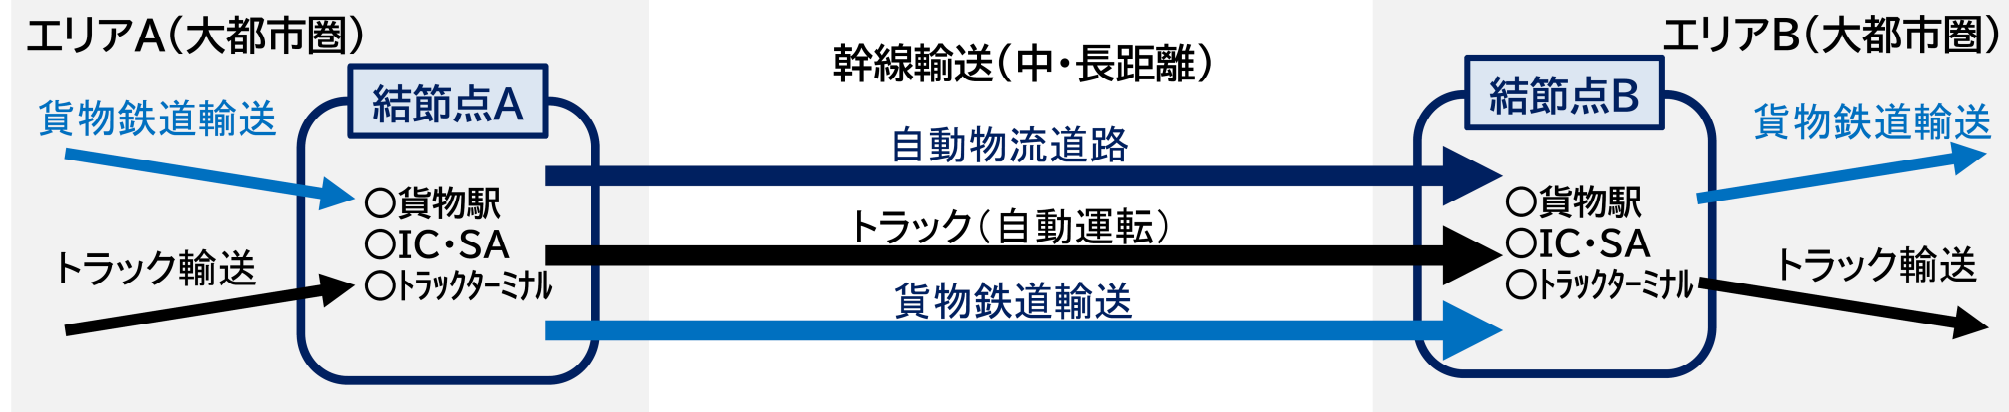 エリアA(大都市圏)
結節点A
貨物鉄道輸送
トラック輸送
○貨物駅
○IC・SA
○トラックターミナル
幹線輸送(中・長距離)
自動物流道路
トラック(自動運転)
貨物鉄道輸送
エリアB(大都市圏)
結節点B
○貨物駅
○IC・SA
○トラックターミナル
貨物鉄道輸送
トラック輸送